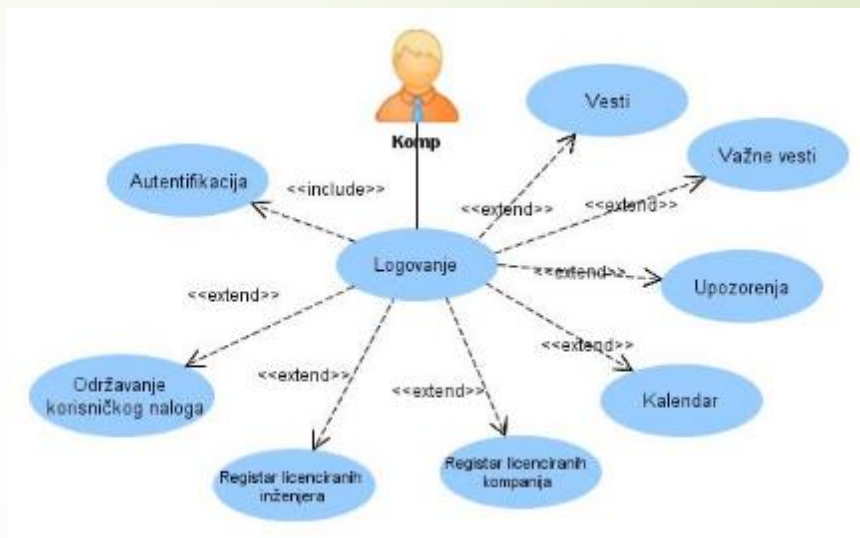 Komp
Vesti
Važne vesti
Autentifikacija
<<include>>
<<extend>>
<<extend>>
Logovanje
<<extend>>
Upozorenja
<<extend>>
<<extend>>
<<extend>>
<<extend>>
Održavanje
korisničkog naloga
Kalendar
Registar licenciranih
inženjera
Registar licenciranih
kompanija